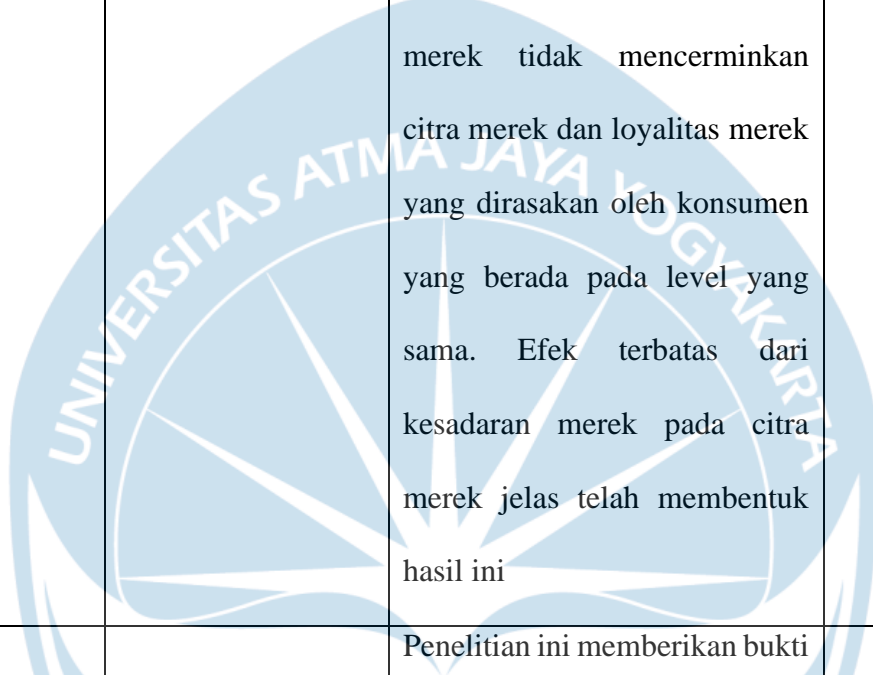 merek tidak mencerminkan
citra merek dan loyalitas merek
yang dirasakan oleh konsumen
yang berada pada level yang
sama. Efek terbatas dari
kesadaran merek pada citra
merek jelas telah membentuk
hasil ini
Penelitian ini memberikan bukti
UNIVERSITAS ATMA JAYA YOGYAKARTA